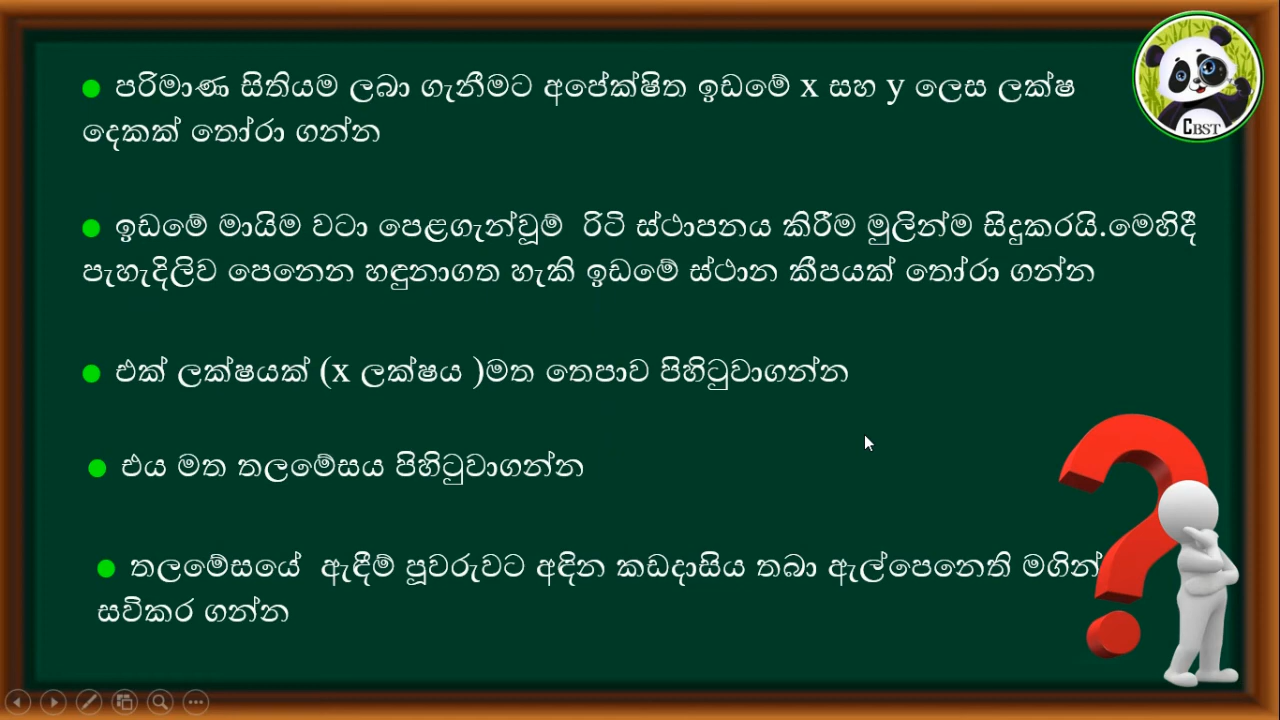 පරිමාණ සිතියම ලබා ගැනීමට අපේක්ෂිත ඉඩමේ x සහ y ලෙස ලක්ෂ
දෙකක් තෝරා ගන්න
ඉඩමේ මායිම වටා පෙළගැන්වූම්  රිටි ස්ථාපනය කිරීම මුලින්ම සිදුකරයි.මෙහිදී
පැහැදිලිව පෙනෙන හඳුනාගත හැකි ඉඩමේ ස්ථාන කීපයක් තෝරා ගන්න
එක් ලක්ෂයක් (x ලක්ෂය )මත තෙපාව පිහිටුවාගන්න
එය මත තලමේසය පිහිටුවාගන්න
තලමේසයේ  ඇඳීම් පූවරුවට අඳින කඩදාසිය තබා ඇල්පෙනෙති මගින්
සවිකර ගන්න
CBST